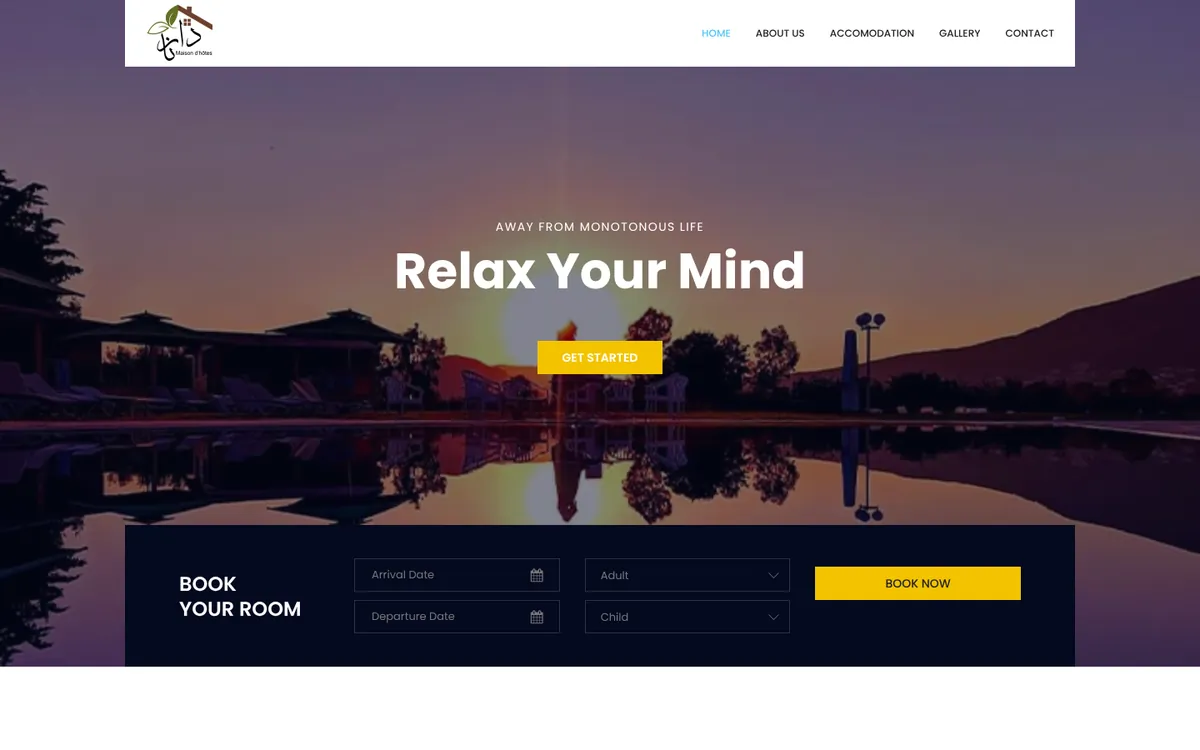 دانا
Maison d'hôtes
HOME
ABOUT US
ACCOMODATION
GALLERY
CONTACT
AWAY FROM MONOTONOUS LIFE
Relax Your Mind
GET STARTED
BOOK
YOUR ROOM
Arrival Date
Departure Date
Adult
Child
BOOK NOW